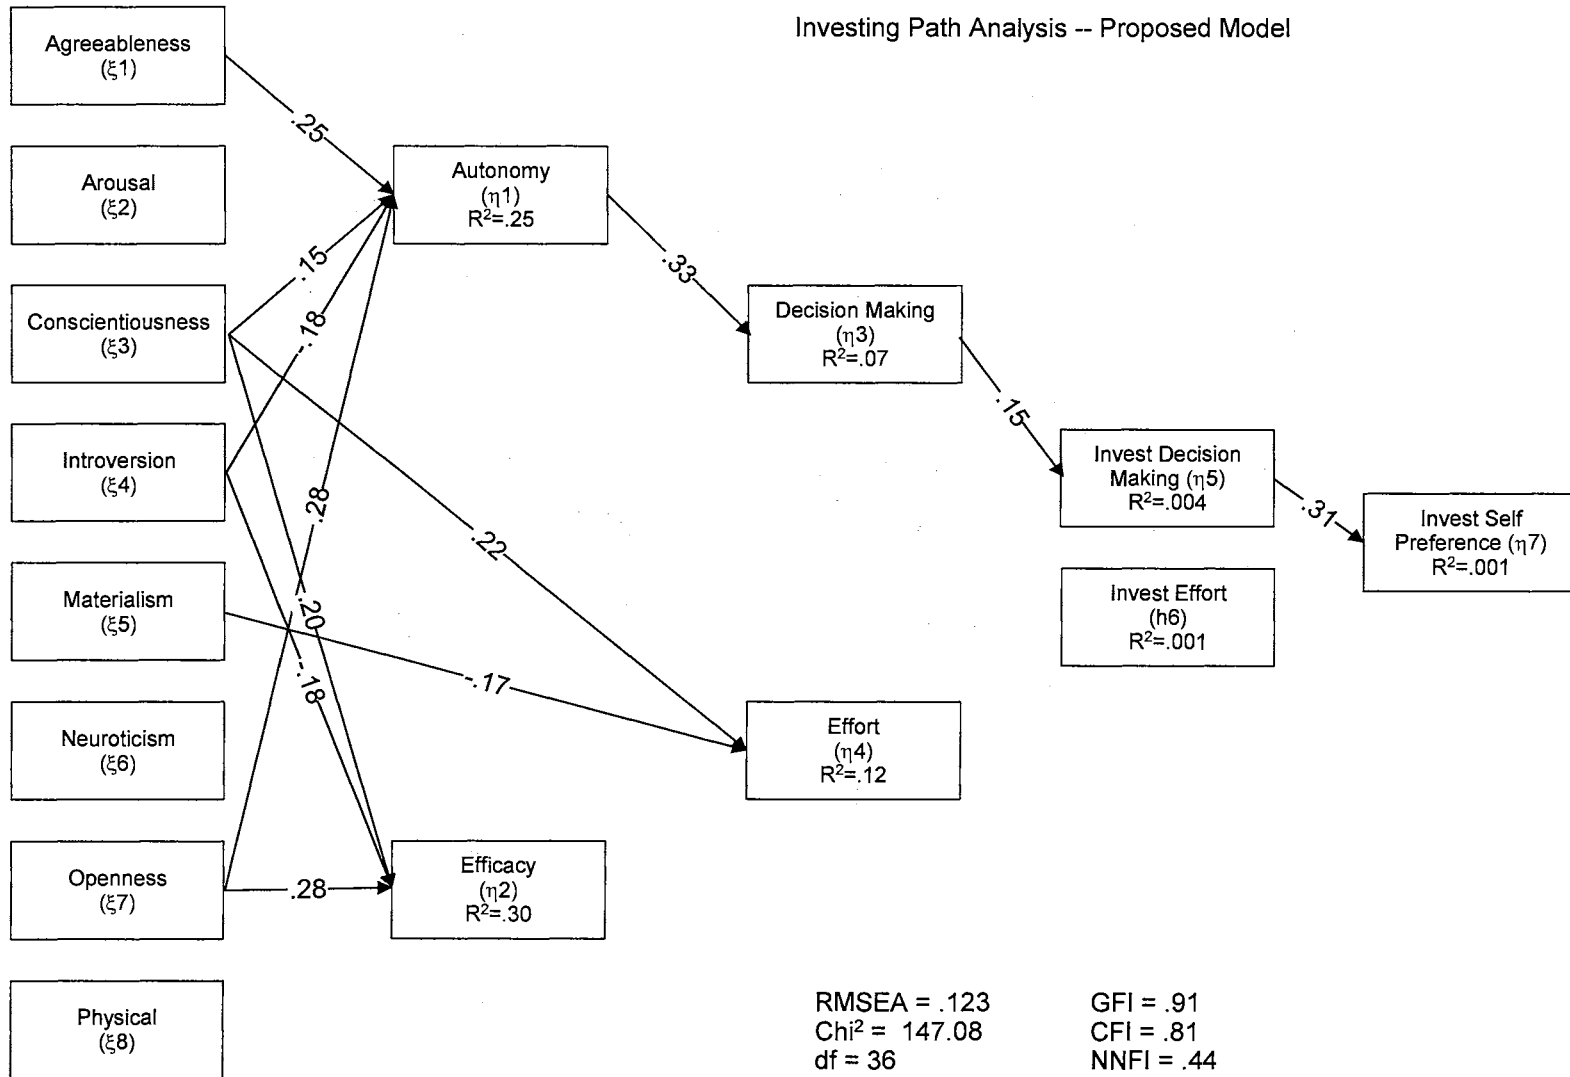 Investing Path Analysis -- Proposed Model
Agreeableness
(ξ1)
Arousal
(ξ2)
Conscientiousness
(ξ3)
Introversion
(ξ4)
Materialism
(ξ5)
Neuroticism
(ξ6)
Openness
(ξ7)
Physical
(ξ8)
.25
.15
-.18
.28
.20
-.18
.28
.22
-.17
Autonomy
(η1)
R²=.25
Efficacy
(η2)
R²=.30
.33
Decision Making
(η3)
R²=.07
Effort
(η4)
R²=.12
.15
Invest Decision
Making (η5)
R²=.004
Invest Effort
(h6)
R²=.001
.31
Invest Self
Preference (η7)
R²=.001
RMSEA = .123
Chi² = 147.08
df = 36
GFI = .91
CFI = .81
NNFI = .44